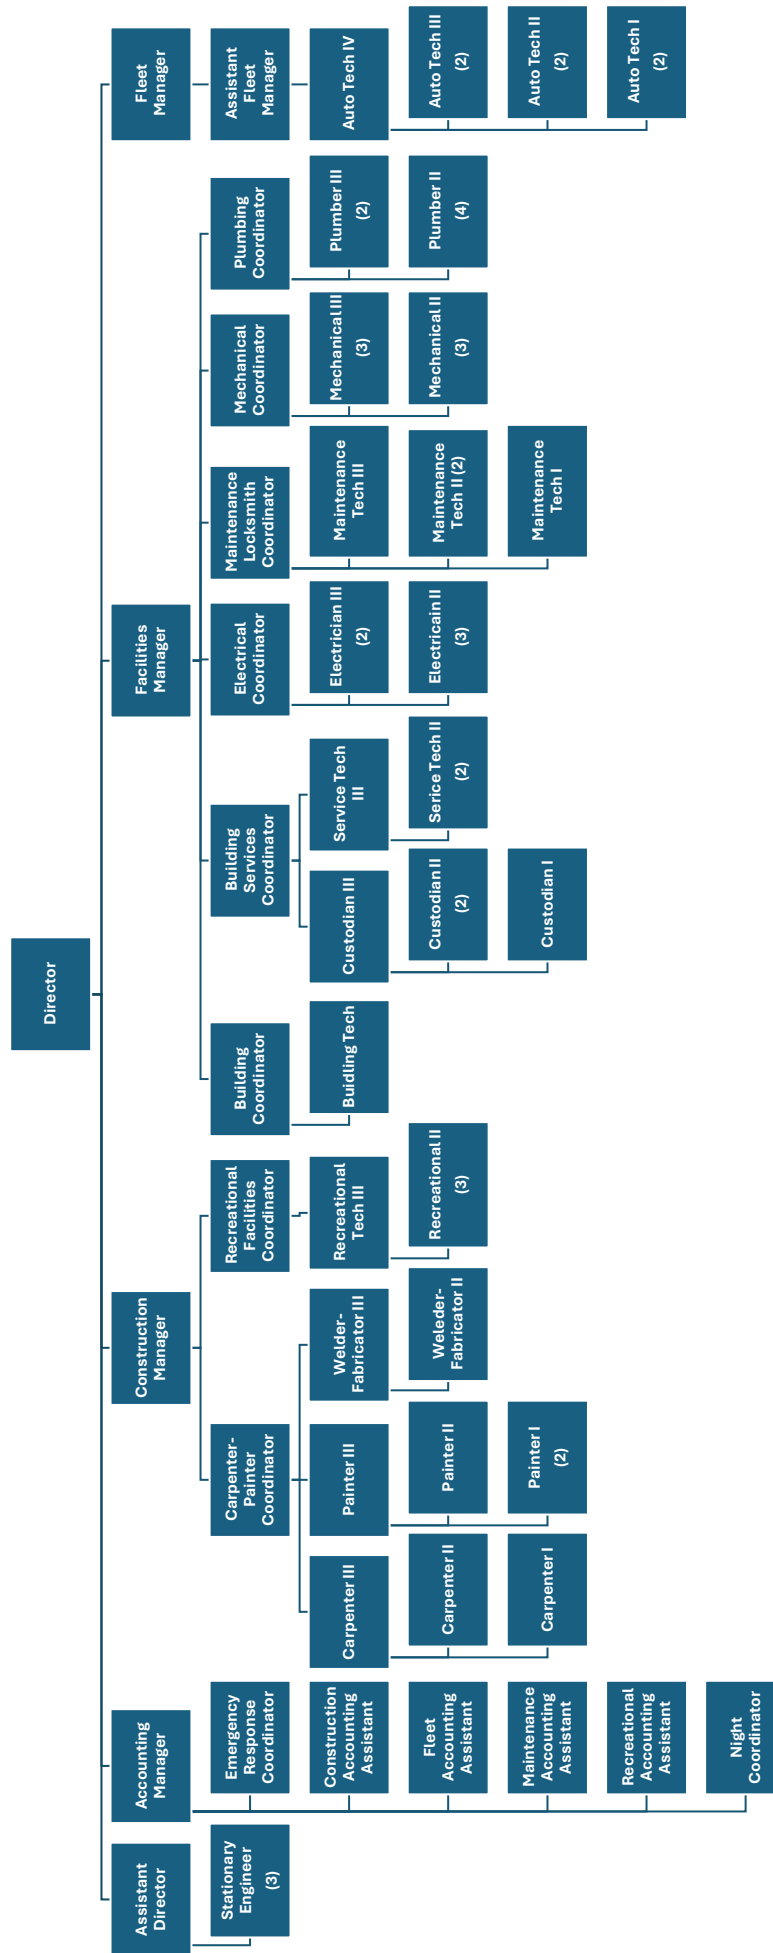 Director
Assistant
Director
Stationary
Engineer
(3)
Accounting
Manager
Emergency
Response
Coordinator
Construction
Accounting
Assistant
Fleet
Accounting
Assistant
Maintenance
Accounting
Assistant
Recreational
Accounting
Assistant
Night
Coordinator
Construction
Manager
Carpenter-
Painter
Coordinator
Carpenter III
Carpenter II
Carpenter I
Painter III
Painter II
Painter I
(2)
Welder-
Fabricator III
Weleder-
Fabricator II
Recreational
Facilities
Coordinator
Recreational
Tech III
Recreational II
(3)
Facilities
Manager
Building
Coordinator
Buidling Tech
Building
Services
Coordinator
Custodian III
Custodian II
(2)
Custodian I
Service Tech
III
Serice Tech II
(2)
Electrical
Coordinator
Electrician III
(2)
Electricain II
(3)
Maintenance
Locksmith
Coordinator
Maintenance
Tech III
Maintenance
Tech II (2)
Maintenance
Tech I
Mechanical
Coordinator
Mechanical III
(3)
Mechanical II
(3)
Plumbing
Coordinator
Plumber III
(2)
Plumber II
(4)
Fleet
Manager
Assistant
Fleet
Manager
Auto Tech IV
Auto Tech III
(2)
Auto Tech II
(2)
Auto Tech I
(2)